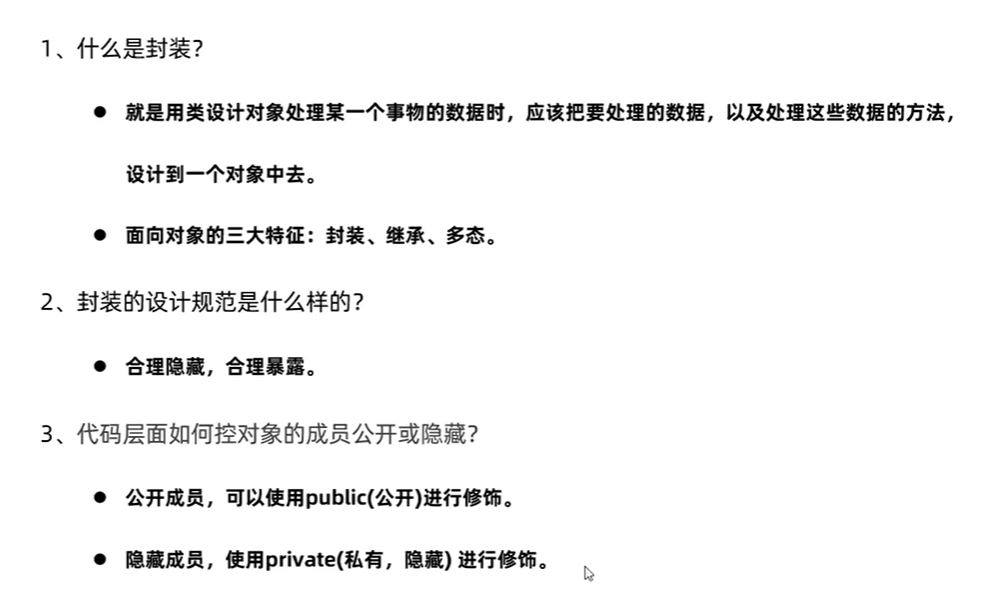 1、什么是封装？
● 就是用类设计对象处理某一个事物的数据时，应该把要处理的数据，以及处理这些数据的方法，
设计到一个对象中去。
● 面向对象的三大特征：封装、继承、多态。
2、封装的设计规范是什么样的？
● 合理隐藏，合理暴露。
3、代码层面如何控对象的成员公开或隐藏？
● 公开成员，可以使用public(公开)进行修饰。
● 隐藏成员，使用private(私有，隐藏) 进行修饰。